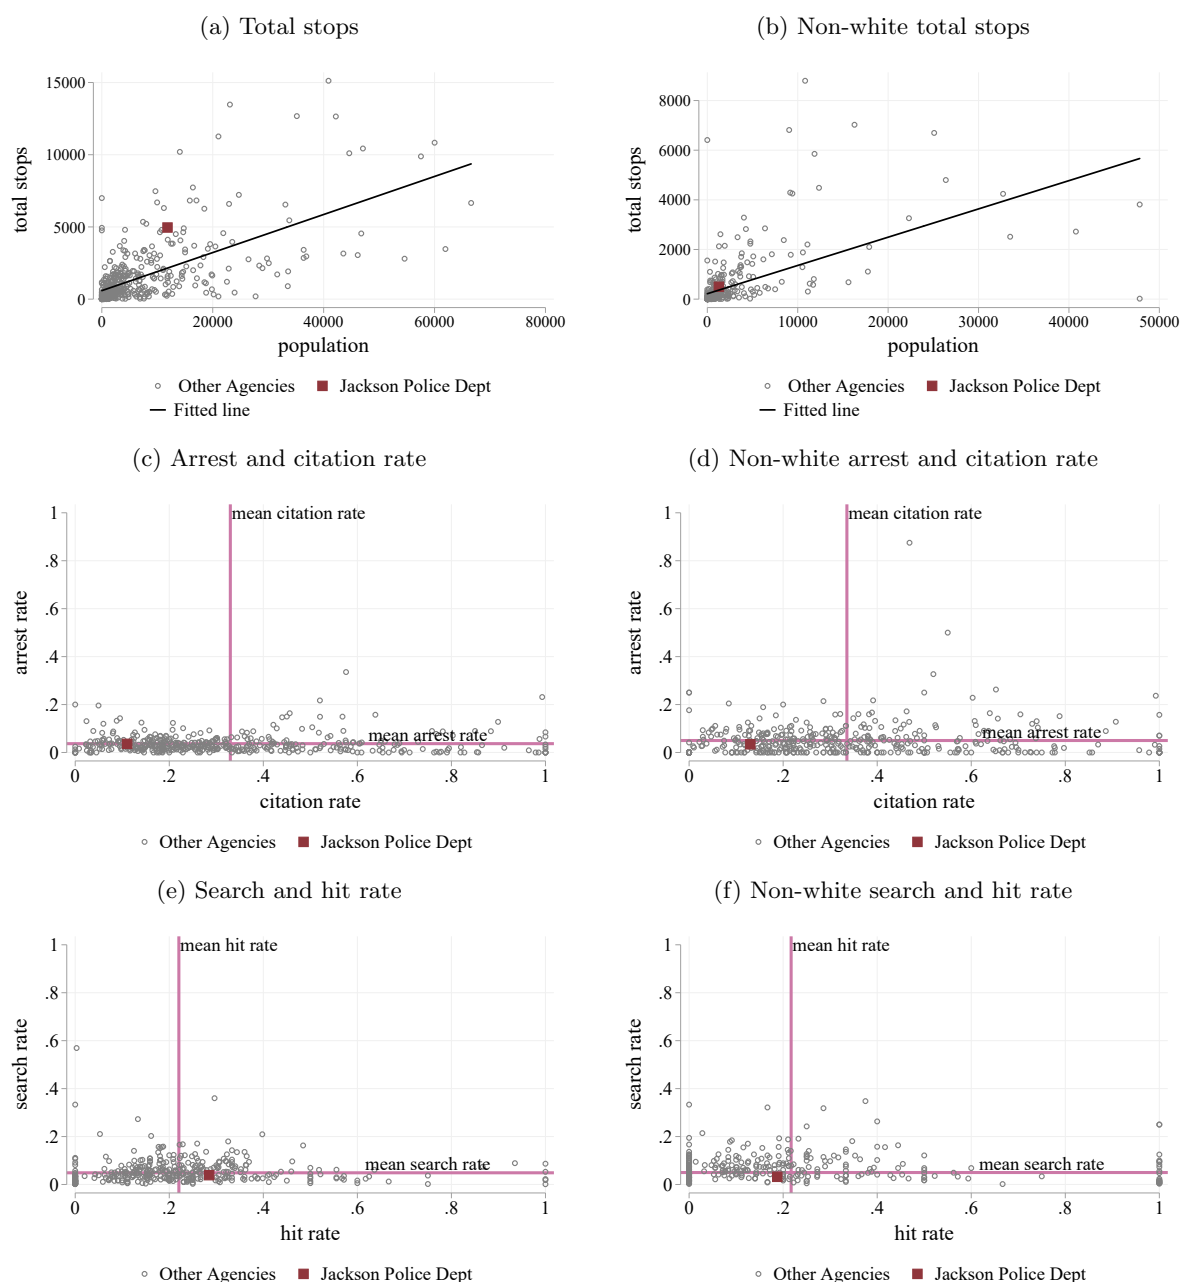 (a) Total stops
(b) Non-white total stops
total stops
15000
10000
5000
0
0 20000 40000 60000 80000
population
Other Agencies Jackson Police Dept
Fitted line
total stops
8000
6000
4000
2000
0
0 10000 20000 30000 40000 50000
population
Other Agencies Jackson Police Dept
Fitted line
(c) Arrest and citation rate
(d) Non-white arrest and citation rate
arrest rate
1
.8
.6
.4
.2
0
mean citation rate
mean arrest rate
0 .2 .4 .6 .8 1
citation rate
Other Agencies Jackson Police Dept
arrest rate
1
.8
.6
.4
.2
0
mean citation rate
mean arrest rate
0 .2 .4 .6 .8 1
citation rate
Other Agencies Jackson Police Dept
(e) Search and hit rate
(f) Non-white search and hit rate
search rate
1
.8
.6
.4
.2
0
mean hit rate
mean search rate
0 .2 .4 .6 .8 1
hit rate
Other Agencies Jackson Police Dept
search rate
1
.8
.6
.4
.2
0
mean hit rate
mean search rate
0 .2 .4 .6 .8 1
hit rate
Other Agencies Jackson Police Dept